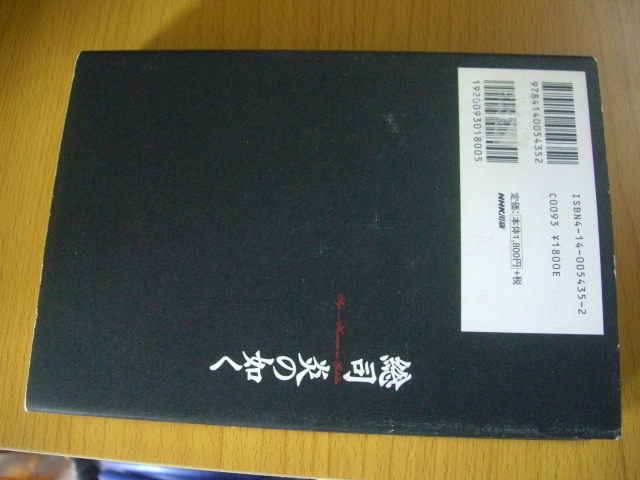 9784140054352
1920093018005
ISBN4-14-005435-2
C0093 ¥1800E
定価:本体1,800円+税
NHK出版
総司 炎の如く